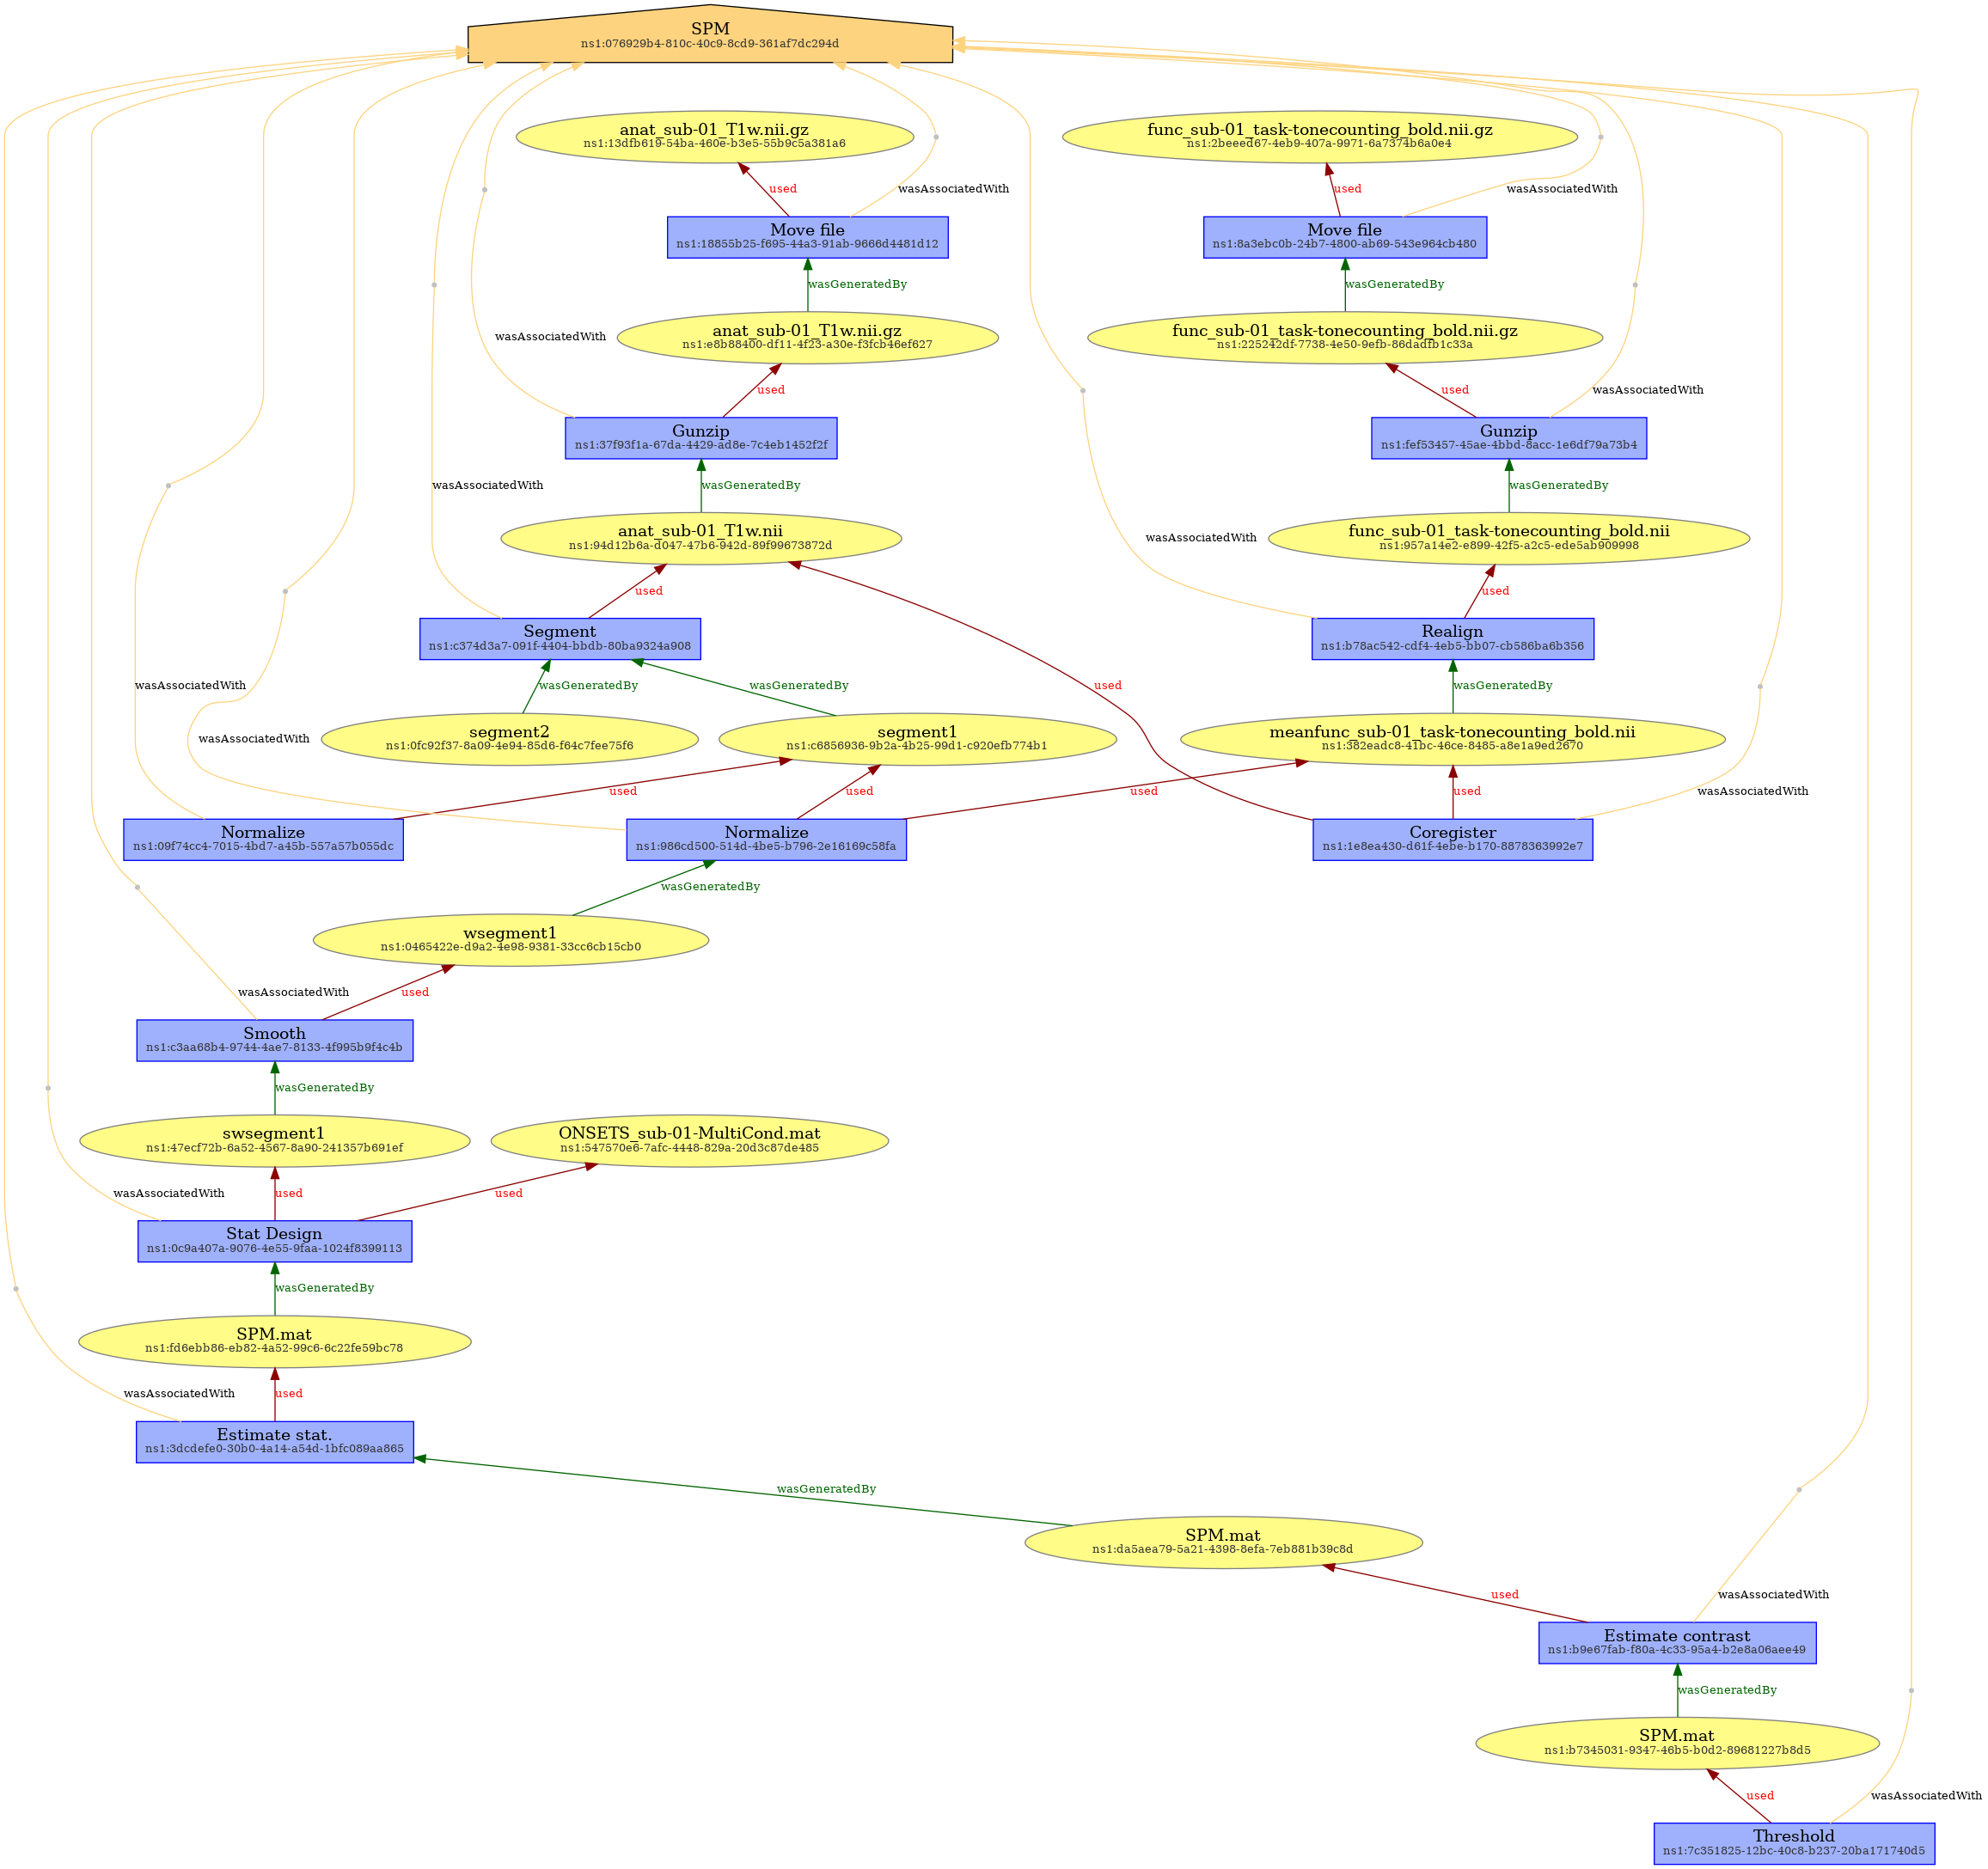 SPM
ns1:076929b4-810c-40c9-8cd9-361af7dc294d
anat_sub-01_T1w.nii.gz
ns1:13dfb619-54ba-460e-b3e5-55b9c5a381a6
func_sub-01_task-tonecounting_bold.nii.gz
ns1:2beeed67-4eb9-407a-9971-6a7374b6a0e4
used
wasAssociatedWith
used
wasAssociatedWith
Move file
ns1:18855b25-f695-44a3-91ab-9666d4481d12
Move file
ns1:8a3ebc0b-24b7-4800-ab69-543e964cb480
wasGeneratedBy
wasGeneratedBy
anat_sub-01_T1w.nii.gz
ns1:e8b88400-df11-4f23-a30e-f3fcb46ef627
func_sub-01_task-tonecounting_bold.nii.gz
ns1:225242df-7738-4e50-9efb-86dadfb1c33a
wasAssociatedWith
used
used
wasAssociatedWith
Gunzip
ns1:37f93f1a-67da-4429-ad8e-7c4eb1452f2f
Gunzip
ns1:fef53457-45ae-4bbd-8acc-1e6df79a73b4
wasAssociatedWith
wasGeneratedBy
wasGeneratedBy
anat_sub-01_T1w.nii
ns1:94d12b6a-d047-47b6-942d-89f99673872d
func_sub-01_task-tonecounting_bold.nii
ns1:957a14e2-e899-42f5-a2c5-ede5ab909998
wasAssociatedWith
used
used
Segment
ns1:c374d3a7-091f-4404-bbdb-80ba9324a908
Realign
ns1:b78ac542-cdf4-4eb5-bb07-cb586ba6b356
wasAssociatedWith
wasGeneratedBy
wasGeneratedBy
used
wasGeneratedBy
segment2
ns1:0fc92f37-8a09-4e94-85d6-f64c7fee75f6
segment1
ns1:c6856936-9b2a-4b25-99d1-c920efb774b1
meanfunc_sub-01_task-tonecounting_bold.nii
ns1:382eadc8-41bc-46ce-8485-a8e1a9ed2670
wasAssociatedWith
used
used
used
used
wasAssociatedWith
Normalize
ns1:09f74cc4-7015-4bd7-a45b-557a57b055dc
Normalize
ns1:986cd500-514d-4be5-b796-2e16169c58fa
Coregister
ns1:1e8ea430-d61f-4ebe-b170-8878363992e7
wasGeneratedBy
wsegment1
ns1:0465422e-d9a2-4e98-9381-33cc6cb15cb0
wasAssociatedWith
used
Smooth
ns1:c3aa68b4-9744-4ae7-8133-4f995b9f4c4b
wasGeneratedBy
swsegment1
ns1:47ecf72b-6a52-4567-8a90-241357b691ef
ONSETS_sub-01-MultiCond.mat
ns1:547570e6-7afc-4448-829a-20d3c87de485
wasAssociatedWith
used
used
Stat Design
ns1:0c9a407a-9076-4e55-9faa-1024f8399113
wasGeneratedBy
SPM.mat
ns1:fd6ebb86-eb82-4a52-99c6-6c22fe59bc78
wasAssociatedWith
used
Estimate stat.
ns1:3dcdefe0-30b0-4a14-a54d-1bfc089aa865
wasGeneratedBy
SPM.mat
ns1:da5aea79-5a21-4398-8efa-7eb881b39c8d
used
wasAssociatedWith
Estimate contrast
ns1:b9e67fab-f80a-4c33-95a4-b2e8a06aee49
wasGeneratedBy
SPM.mat
ns1:b7345031-9347-46b5-b0d2-89681227b8d5
used
wasAssociatedWith
Threshold
ns1:7c351825-12bc-40c8-b237-20ba171740d5